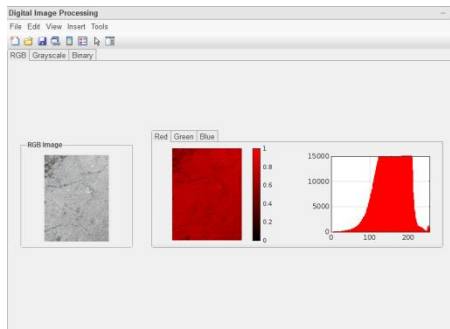 Digital Image Processing
File Edit View Insert Tools
RGB Grayscale Binary
RGB Image
Red Green Blue
1
0.8
0.6
0.4
0.2
0
15000
10000
5000
0
0 100 200